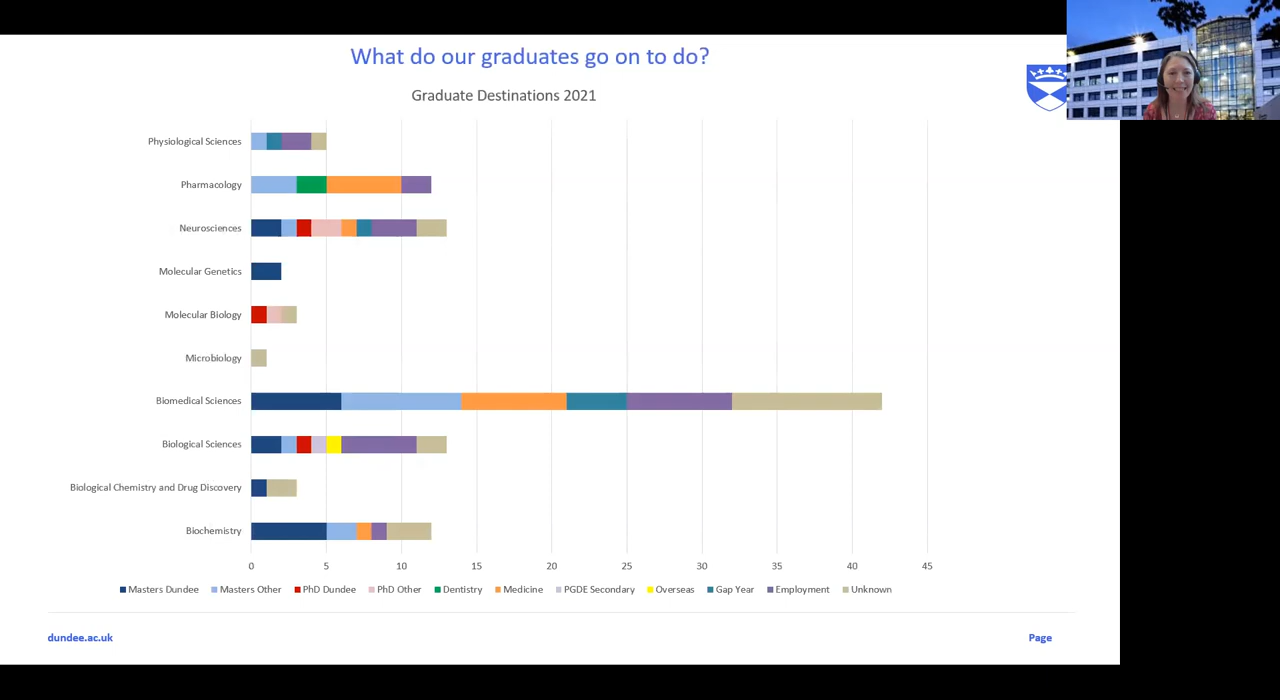 What do our graduates go on to do?
Graduate Destinations 2021
Physiological Sciences
Pharmacology
Neurosciences
Molecular Genetics
Molecular Biology
Microbiology
Biomedical Sciences
Biological Sciences
Biological Chemistry and Drug Discovery
Biochemistry
0 5 10 15 20 25 30 35 40 45
Masters Dundee Masters Other PhD Dundee PhD Other Dentistry Medicine PGDE Secondary Overseas Gap Year Employment Unknown
dundee.ac.uk Page